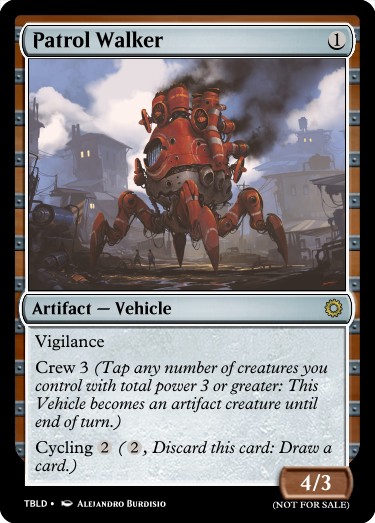 Patrol Walker 1
Artifact — Vehicle
Vigilance
Crew 3 (Tap any number of creatures you
control with total power 3 or greater: This
Vehicle becomes an artifact creature until
end of turn.)
Cycling 2 ( 2, Discard this card: Draw a
card.)
4/3
TBLD • Alejandro Burdisio
(NOT FOR SALE)